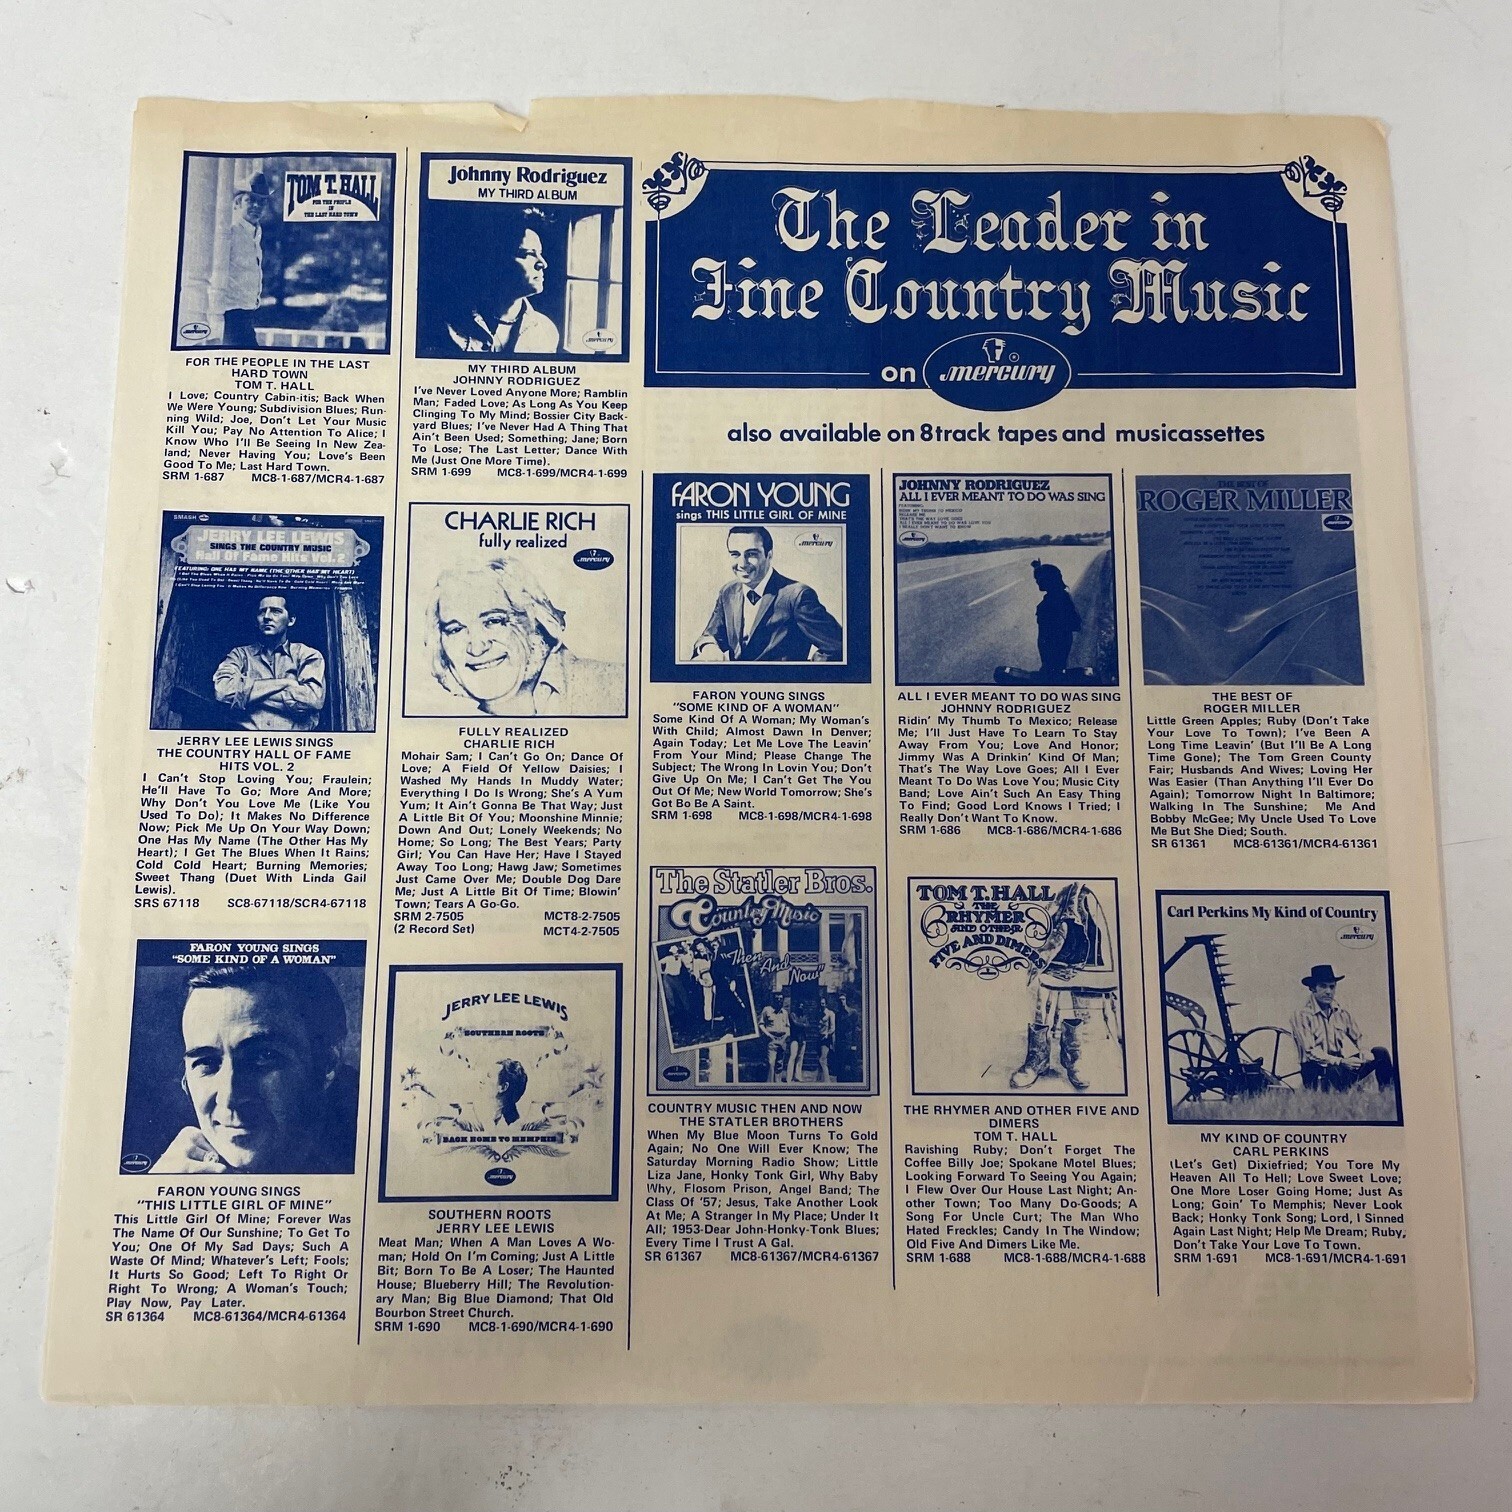 The Leader in
Fine Country Music
on mercury
also available on 8track tapes and musicassettes
TOM T. HALL
FOR THE PEOPLE
IN
THE LAST HARD TOWN
mercury
FOR THE PEOPLE IN THE LAST
HARD TOWN
TOM T. HALL
I Love; Country Cabin-itis; Back When
We Were Young; Subdivision Blues; Run-
ning Wild; Joe, Don't Let Your Music
Kill You; Pay No Attention To Alice; I
Know Who I'll Be Seeing In New Zea-
land; Never Having You; Love's Been
Good To Me; Last Hard Town.
SRM 1-687 MC8-1-687/MCR4-1-687
SMASH
JERRY LEE LEWIS
SINGS THE COUNTRY MUSIC
Hall Of Fame Hits Vol. 2
FEATURING: ONE HAS MY NAME (THE OTHER HAS MY HEART)
JERRY LEE LEWIS SINGS
THE COUNTRY HALL OF FAME
HITS VOL. 2
I Can't Stop Loving You; Fraulein;
He'll Have To Go; More And More;
Why Don't You Love Me (Like You
Used To Do); It Makes No Difference
Now; Pick Me Up On Your Way Down;
One Has My Name (The Other Has My
Heart); I Get The Blues When It Rains;
Cold Cold Heart; Burning Memories;
Sweet Thang (Duet With Linda Gail
Lewis).
SRS 67118 SC8-67118/SCR4-67118
FARON YOUNG SINGS
"SOME KIND OF A WOMAN"
mercury
FARON YOUNG SINGS
"THIS LITTLE GIRL OF MINE"
This Little Girl Of Mine; Forever Was
The Name Of Our Sunshine; To Get To
You; One Of My Sad Days; Such A
Waste Of Mind; Whatever's Left; Fools;
It Hurts So Good; Left To Right Or
Right To Wrong; A Woman's Touch;
Play Now, Pay Later.
SR 61364 MC8-61364/MCR4-61364
Johnny Rodriguez
MY THIRD ALBUM
mercury
MY THIRD ALBUM
JOHNNY RODRIGUEZ
I've Never Loved Anyone More; Ramblin
Man; Faded Love; As Long As You Keep
Clinging To My Mind; Bossier City Back-
yard Blues; I've Never Had A Thing That
Ain't Been Used; Something; Jane; Born
To Lose; The Last Letter; Dance With
Me (Just One More Time).
SRM 1-699 MC8-1-699/MCR4-1-699
CHARLIE RICH
fully realized
mercury
FULLY REALIZED
CHARLIE RICH
Mohair Sam; I Can't Go On; Dance Of
Love; A Field Of Yellow Daisies; I
Washed My Hands In Muddy Water;
Everything I Do Is Wrong; She's A Yum
Yum; It Ain't Gonna Be That Way; Just
A Little Bit Of You; Moonshine Minnie;
Down And Out; Lonely Weekends; No
Home; So Long; The Best Years; Party
Girl; You Can Have Her; Have I Stayed
Away Too Long; Hawg Jaw; Sometimes
Just Came Over Me; Double Dog Dare
Me; Just A Little Bit Of Time; Blowin'
Town; Tears A Go-Go.
SRM 2-7505 MCT8-2-7505
(2 Record Set) MCT4-2-7505
JERRY LEE LEWIS
SOUTHERN ROOTS
BACK HOME TO MEMPHIS
mercury
SOUTHERN ROOTS
JERRY LEE LEWIS
Meat Man; When A Man Loves A Wo-
man; Hold On I'm Coming; Just A Little
Bit; Born To Be A Loser; The Haunted
House; Blueberry Hill; The Revolution-
ary Man; Big Blue Diamond; That Old
Bourbon Street Church.
SRM 1-690 MC8-1-690/MCR4-1-690
FARON YOUNG
sings THIS LITTLE GIRL OF MINE
mercury
FARON YOUNG SINGS
"SOME KIND OF A WOMAN"
Some Kind Of A Woman; My Woman's
With Child; Almost Dawn In Denver;
Again Today; Let Me Love The Leavin'
From Your Mind; Please Change The
Subject; The Wrong In Lovin You; Don't
Give Up On Me; I Can't Get The You
Out Of Me; New World Tomorrow; She's
Got Bo Be A Saint.
SRM 1-698 MC8-1-698/MCR4-1-698
The Statler Bros.
Country Music
"Then
And
Now"
COUNTRY MUSIC THEN AND NOW
THE STATLER BROTHERS
When My Blue Moon Turns To Gold
Again; No One Will Ever Know; The
Saturday Morning Radio Show; Little
Liza Jane, Honky Tonk Girl, Why Baby
Why, Flosom Prison, Angel Band; The
Class Of '57; Jesus, Take Another Look
At Me; A Stranger In My Place; Under It
All; 1953-Dear John-Honky-Tonk Blues;
Every Time I Trust A Gal.
SR 61367 MC8-61367/MCR4-61367
JOHNNY RODRIGUEZ
ALL I EVER MEANT TO DO WAS SING
mercury
ALL I EVER MEANT TO DO WAS SING
JOHNNY RODRIGUEZ
Ridin' My Thumb To Mexico; Release
Me; I'll Just Have To Learn To Stay
Away From You; Love And Honor;
Jimmy Was A Drinkin' Kind Of Man;
That's The Way Love Goes; All I Ever
Meant To Do Was Love You; Music City
Band; Love Ain't Such An Easy Thing
To Find; Good Lord Knows I Tried; I
Really Don't Want To Know.
SRM 1-686 MC8-1-686/MCR4-1-686
TOM T. HALL
THE
RHYMER
AND OTHER
FIVE AND DIMERS
THE RHYMER AND OTHER FIVE AND
DIMERS
TOM T. HALL
Ravishing Ruby; Don't Forget The
Coffee Billy Joe; Spokane Motel Blues;
Looking Forward To Seeing You Again;
I Flew Over Our House Last Night; An-
other Town; Too Many Do-Goods; A
Song For Uncle Curt; The Man Who
Hated Freckles; Candy In The Window;
Old Five And Dimers Like Me.
SRM 1-688 MC8-1-688/MCR4-1-688
THE BEST OF
ROGER MILLER
THE BEST OF
ROGER MILLER
Little Green Apples; Ruby (Don't Take
Your Love To Town); I've Been A
Long Time Leavin' (But I'll Be A Long
Time Gone); The Tom Green County
Fair; Husbands And Wives; Loving Her
Was Easier (Than Anything I'll Ever Do
Again); Tomorrow Night In Baltimore;
Walking In The Sunshine; Me And
Bobby McGee; My Uncle Used To Love
Me But She Died; South.
SR 61361 MC8-61361/MCR4-61361
Carl Perkins My Kind of Country
mercury
MY KIND OF COUNTRY
CARL PERKINS
(Let's Get) Dixiefried; You Tore My
Heaven All To Hell; Love Sweet Love;
One More Loser Going Home; Just As
Long; Goin' To Memphis; Never Look
Back; Honky Tonk Song; Lord, I Sinned
Again Last Night; Help Me Dream; Ruby,
Don't Take Your Love To Town.
SRM 1-691 MC8-1-691/MCR4-1-691